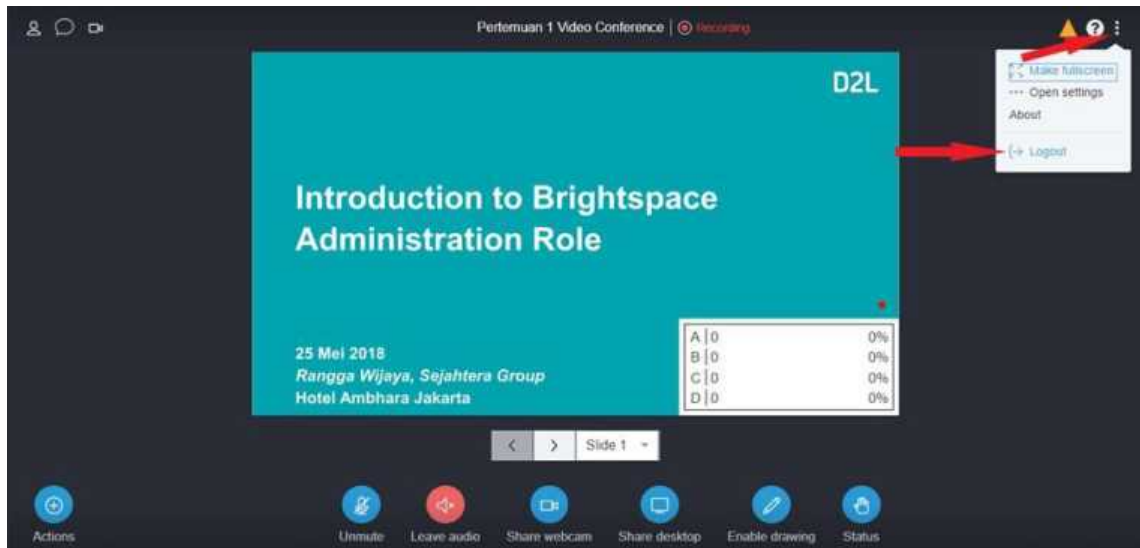 Pertemuan 1 Video Conference | Recording
?
Make fullscreen
Open settings
About
Logout
D2L
Introduction to Brightspace
Administration Role
25 Mei 2018
Rangga Wijaya, Sejahtera Group
Hotel Ambhara Jakarta
A 0 0%
B 0 0%
C 0 0%
D 0 0%
Slide 1
Actions
Unmute
Leave audio
Share webcam
Share desktop
Enable drawing
Status